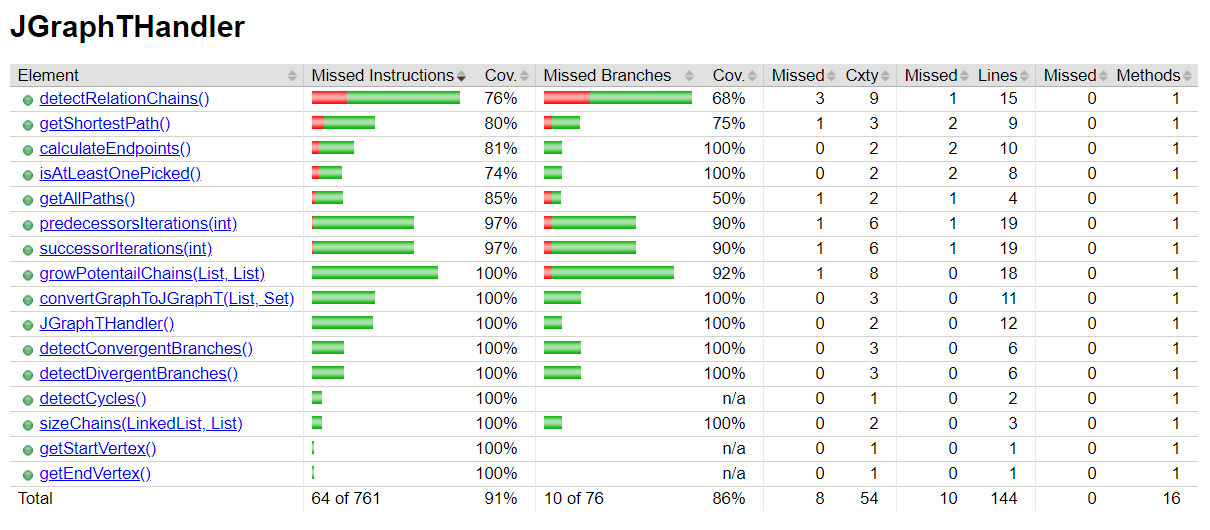 JGraphTHandler
Element Missed Instructions Cov. Missed Branches Cov. Missed Cxty Missed Lines Missed Methods
detectRelationChains() 76% 68% 3 9 1 15 0 1
getShortestPath() 80% 75% 1 3 2 9 0 1
calculateEndpoints() 81% 100% 0 2 2 10 0 1
isAtLeastOnePicked() 74% 100% 0 2 2 8 0 1
getAllPaths() 85% 50% 1 2 1 4 0 1
predecessorsIterations(int) 97% 90% 1 6 1 19 0 1
successorIterations(int) 97% 90% 1 6 1 19 0 1
growPotentailChains(List, List) 100% 92% 1 8 0 18 0 1
convertGraphToJGraphT(List, Set) 100% 100% 0 3 0 11 0 1
JGraphTHandler() 100% 100% 0 2 0 12 0 1
detectConvergentBranches() 100% 100% 0 3 0 6 0 1
detectDivergentBranches() 100% 100% 0 3 0 6 0 1
detectCycles() 100% n/a 0 1 0 2 0 1
sizeChains(LinkedList, List) 100% 100% 0 2 0 3 0 1
getStartVertex() 100% n/a 0 1 0 1 0 1
getEndVertex() 100% n/a 0 1 0 1 0 1
Total 64 of 761 91% 10 of 76 86% 8 54 10 144 0 16